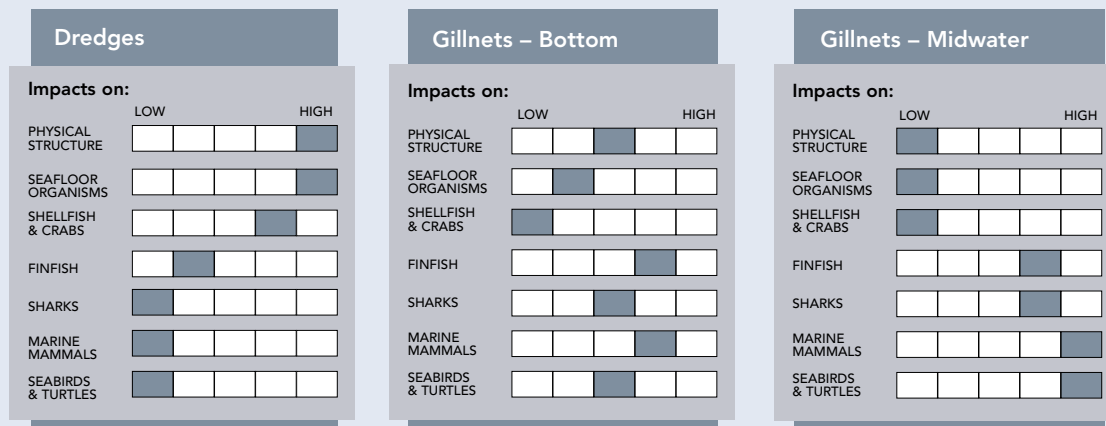 Dredges
Impacts on:
LOW HIGH
PHYSICAL
STRUCTURE
SEAFLOOR
ORGANISMS
SHELLFISH
& CRABS
FINFISH
SHARKS
MARINE
MAMMALS
SEABIRDS
& TURTLES
Gillnets – Bottom
Impacts on:
LOW HIGH
PHYSICAL
STRUCTURE
SEAFLOOR
ORGANISMS
SHELLFISH
& CRABS
FINFISH
SHARKS
MARINE
MAMMALS
SEABIRDS
& TURTLES
Gillnets – Midwater
Impacts on:
LOW HIGH
PHYSICAL
STRUCTURE
SEAFLOOR
ORGANISMS
SHELLFISH
& CRABS
FINFISH
SHARKS
MARINE
MAMMALS
SEABIRDS
& TURTLES